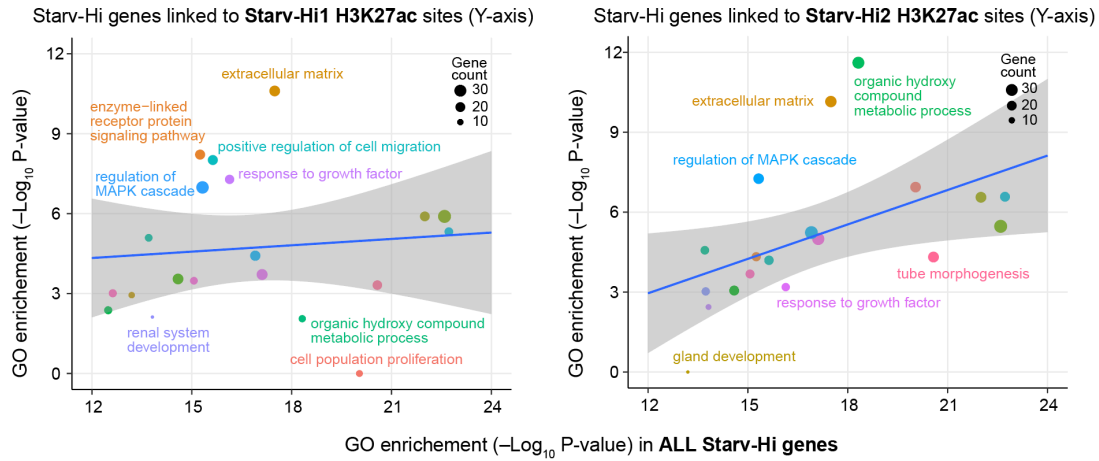 Starv-Hi genes linked to Starv-Hi1 H3K27ac sites (Y-axis)
GO enrichement (–Log10 P-value)
12
9
6
3
0
12
15
18
21
24
Gene
count
30
20
10
extracellular matrix
enzyme−linked
receptor protein
signaling pathway
positive regulation of cell migration
response to growth factor
regulation of
MAPK cascade
renal system
development
organic hydroxy compound
metabolic process
cell population proliferation
Starv-Hi genes linked to Starv-Hi2 H3K27ac sites (Y-axis)
GO enrichement (–Log10 P-value)
12
9
6
3
0
12
15
18
21
24
Gene
count
30
20
10
organic hydroxy
compound
metabolic process
extracellular matrix
regulation of MAPK cascade
tube morphogenesis
response to growth factor
gland development
GO enrichement (–Log10 P-value) in ALL Starv-Hi genes